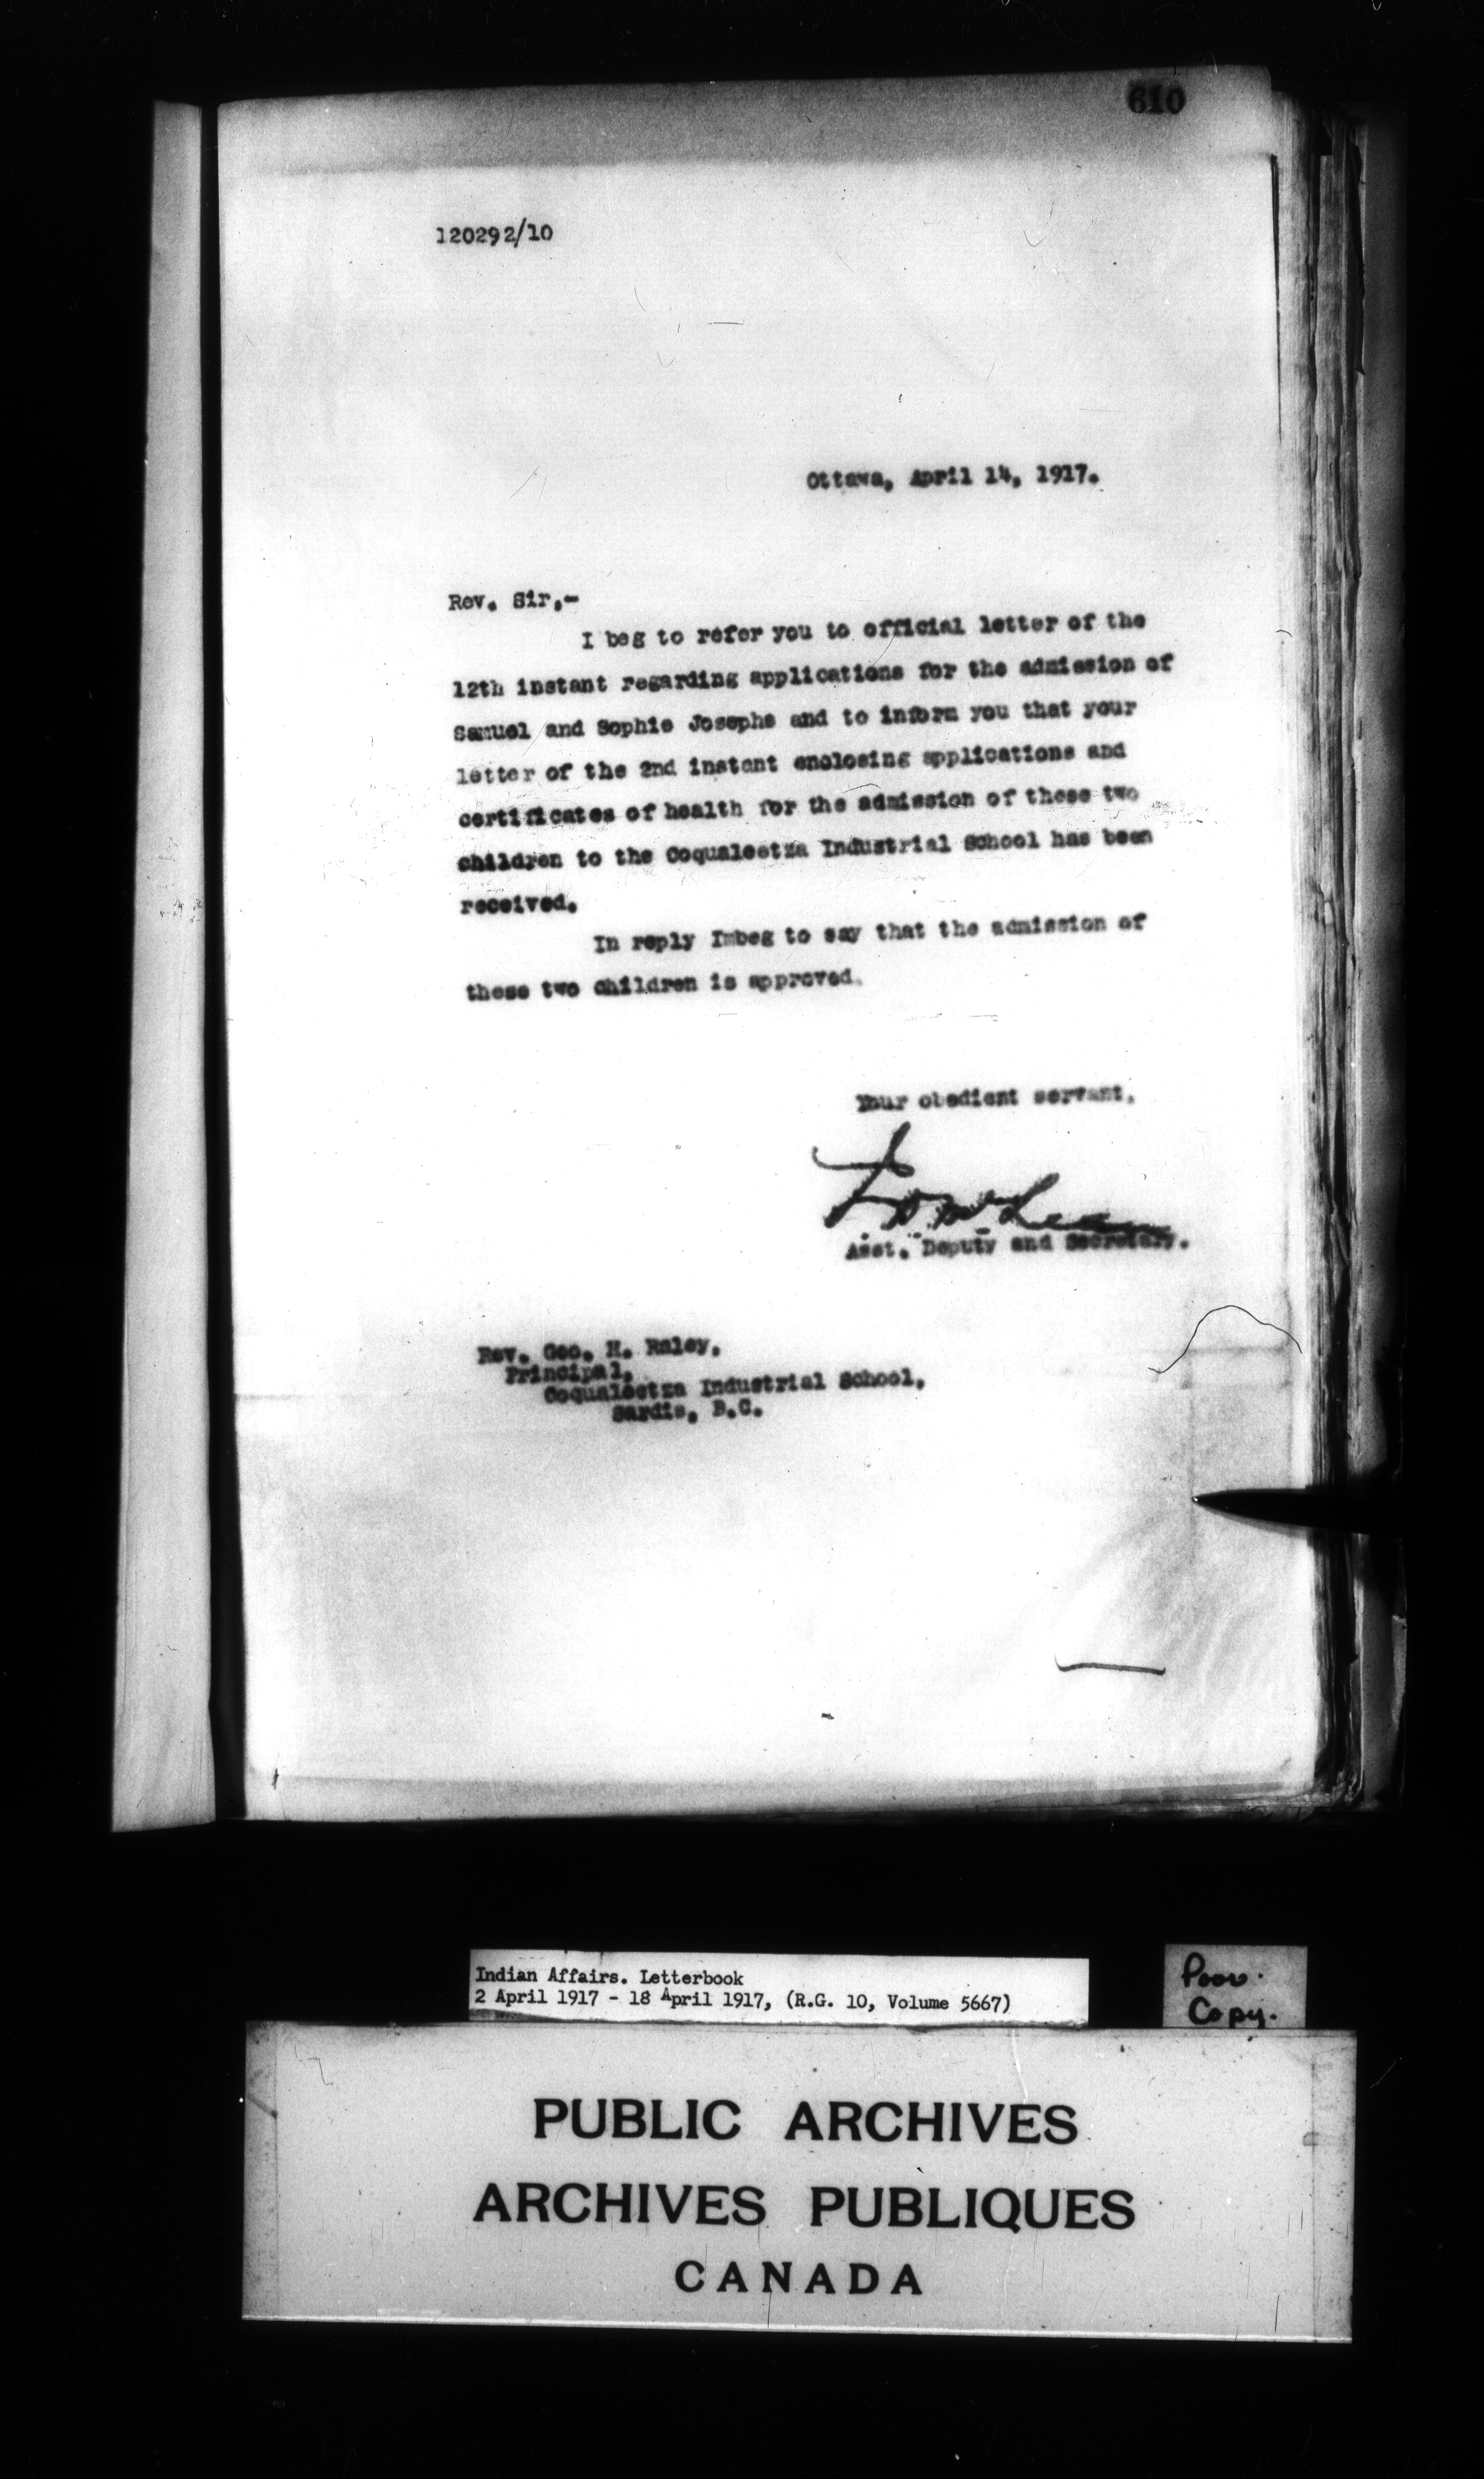 610
120292/10
Ottawa, April 14, 1917.
Rev. Sir,-
I beg to refer you to official letter of the
12th instant regarding applications for the admission of
Samuel and Sophie Josephs and to inform you that your
letter of the 2nd instant enclosing applications and
certificates of health for the admission of these two
children to the Coqualeetza Industrial School has been
received.
In reply Imbeg to say that the admission of
these two children is approved.
Your obedient servant,
Asst. Deputy and Secretary.
Rev. Geo. H. Raley,
Principal,
Coqualeetza Industrial School,
Sardis, B.C.
Indian Affairs. Letterbook
2 April 1917 - 18 April 1917, (R.G. 10, Volume 5667)
Poor
Copy.
PUBLIC ARCHIVES
ARCHIVES PUBLIQUES
CANADA